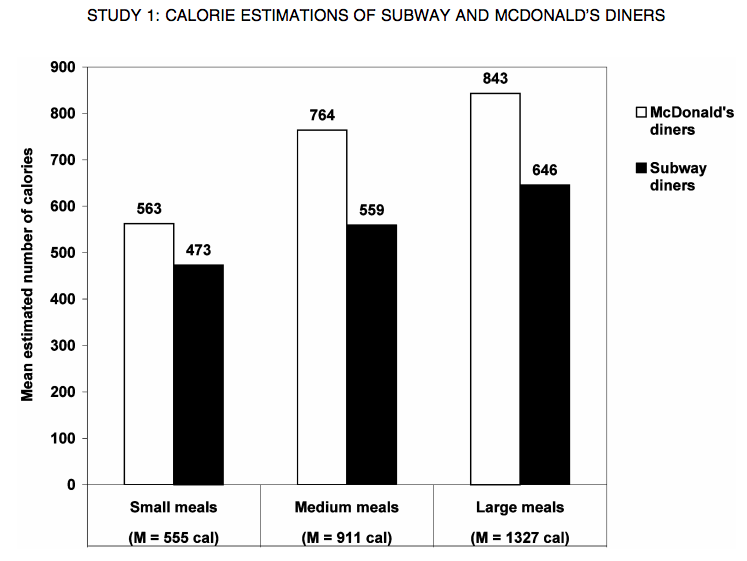 STUDY 1: CALORIE ESTIMATIONS OF SUBWAY AND MCDONALD'S DINERS
Mean estimated number of calories
900
800
700
600
500
400
300
200
100
0
563
473
764
559
843
646
McDonald's
diners
Subway
diners
Small meals
(M = 555 cal)
Medium meals
(M = 911 cal)
Large meals
(M = 1327 cal)